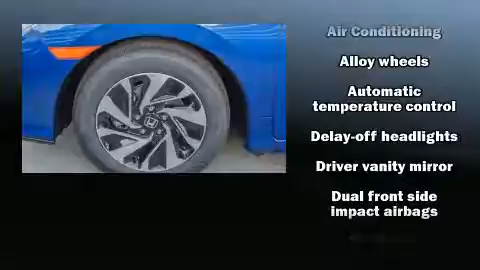 Air Conditioning
Alloy wheels
Automatic
temperature control
Delay-off headlights
Driver vanity mirror
Dual front side
impact airbags